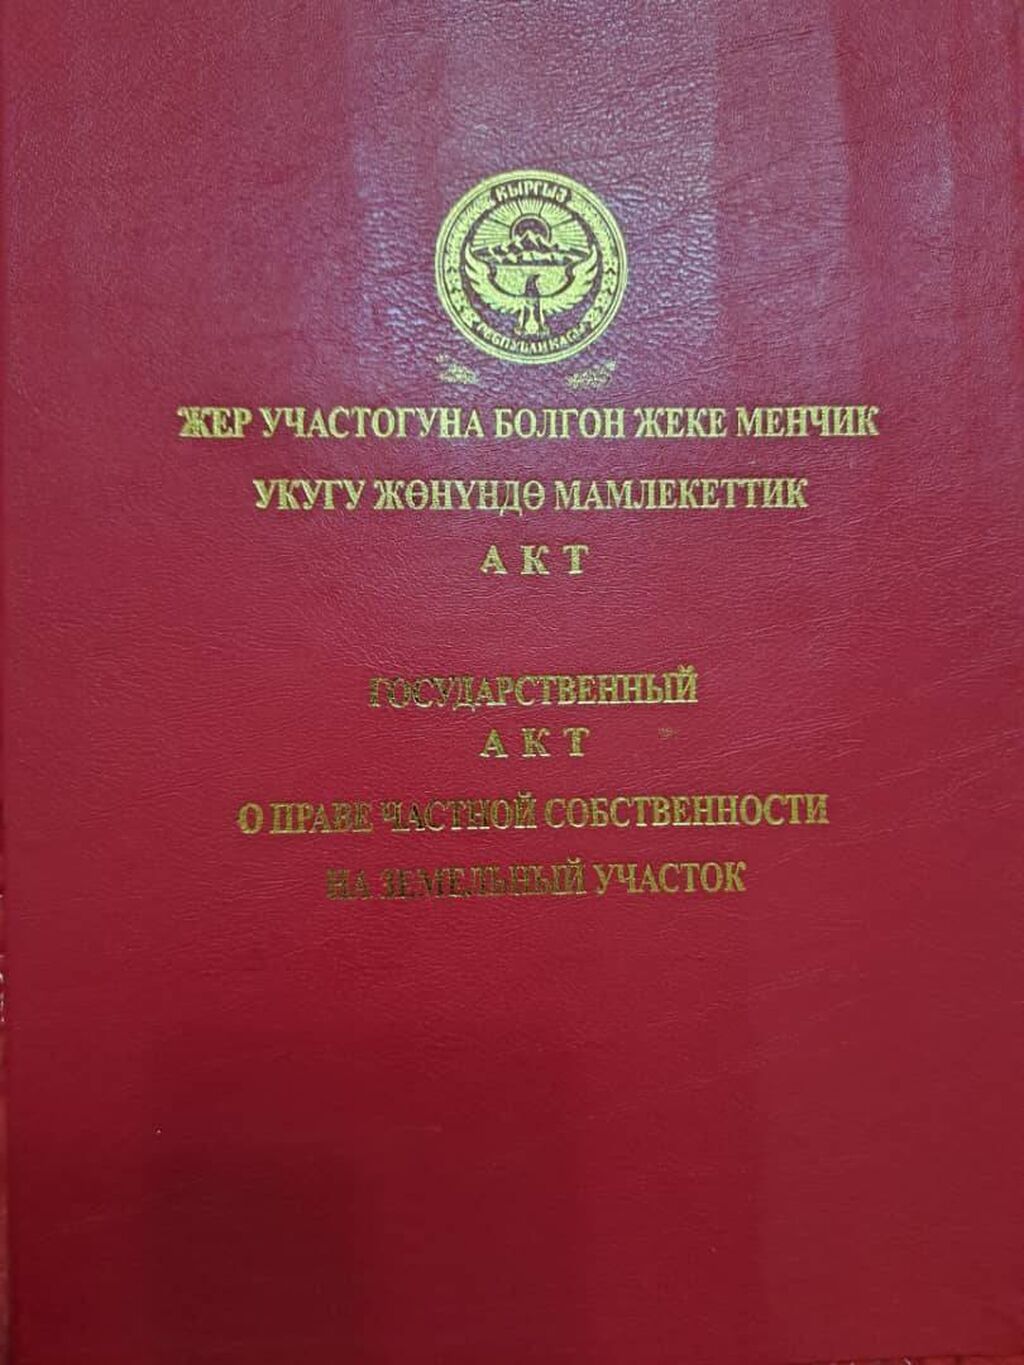 КЫРГЫЗ
РЕСПУБЛИКАСЫ
ЖЕР УЧАСТОГУНА БОЛГОН ЖЕКЕ МЕНЧИК
УКУГУ ЖӨНҮНДӨ МАМЛЕКЕТТИК
АКТ
ГОСУДАРСТВЕННЫЙ
АКТ
О ПРАВЕ ЧАСТНОЙ СОБСТВЕННОСТИ
НА ЗЕМЕЛЬНЫЙ УЧАСТОК